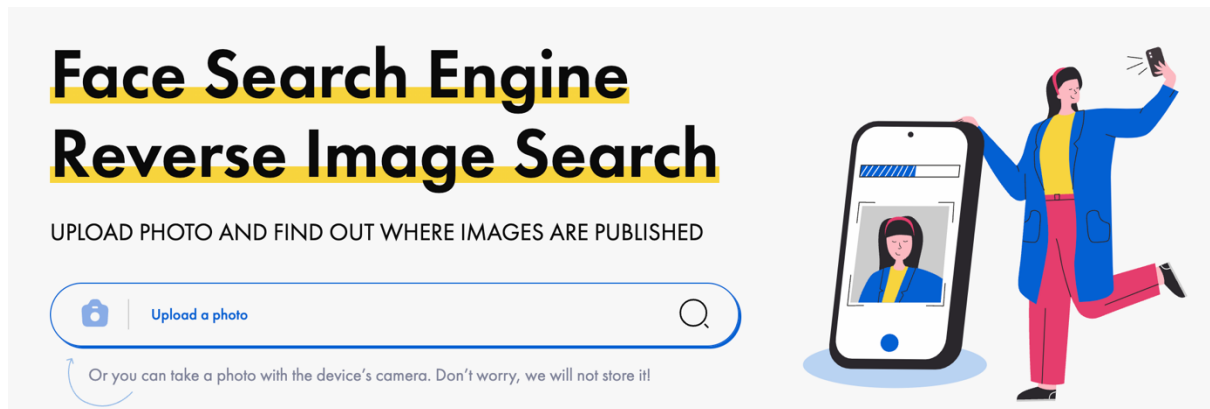 Face Search Engine
Reverse Image Search
UPLOAD PHOTO AND FIND OUT WHERE IMAGES ARE PUBLISHED
Upload a photo
Or you can take a photo with the device's camera. Don't worry, we will not store it!